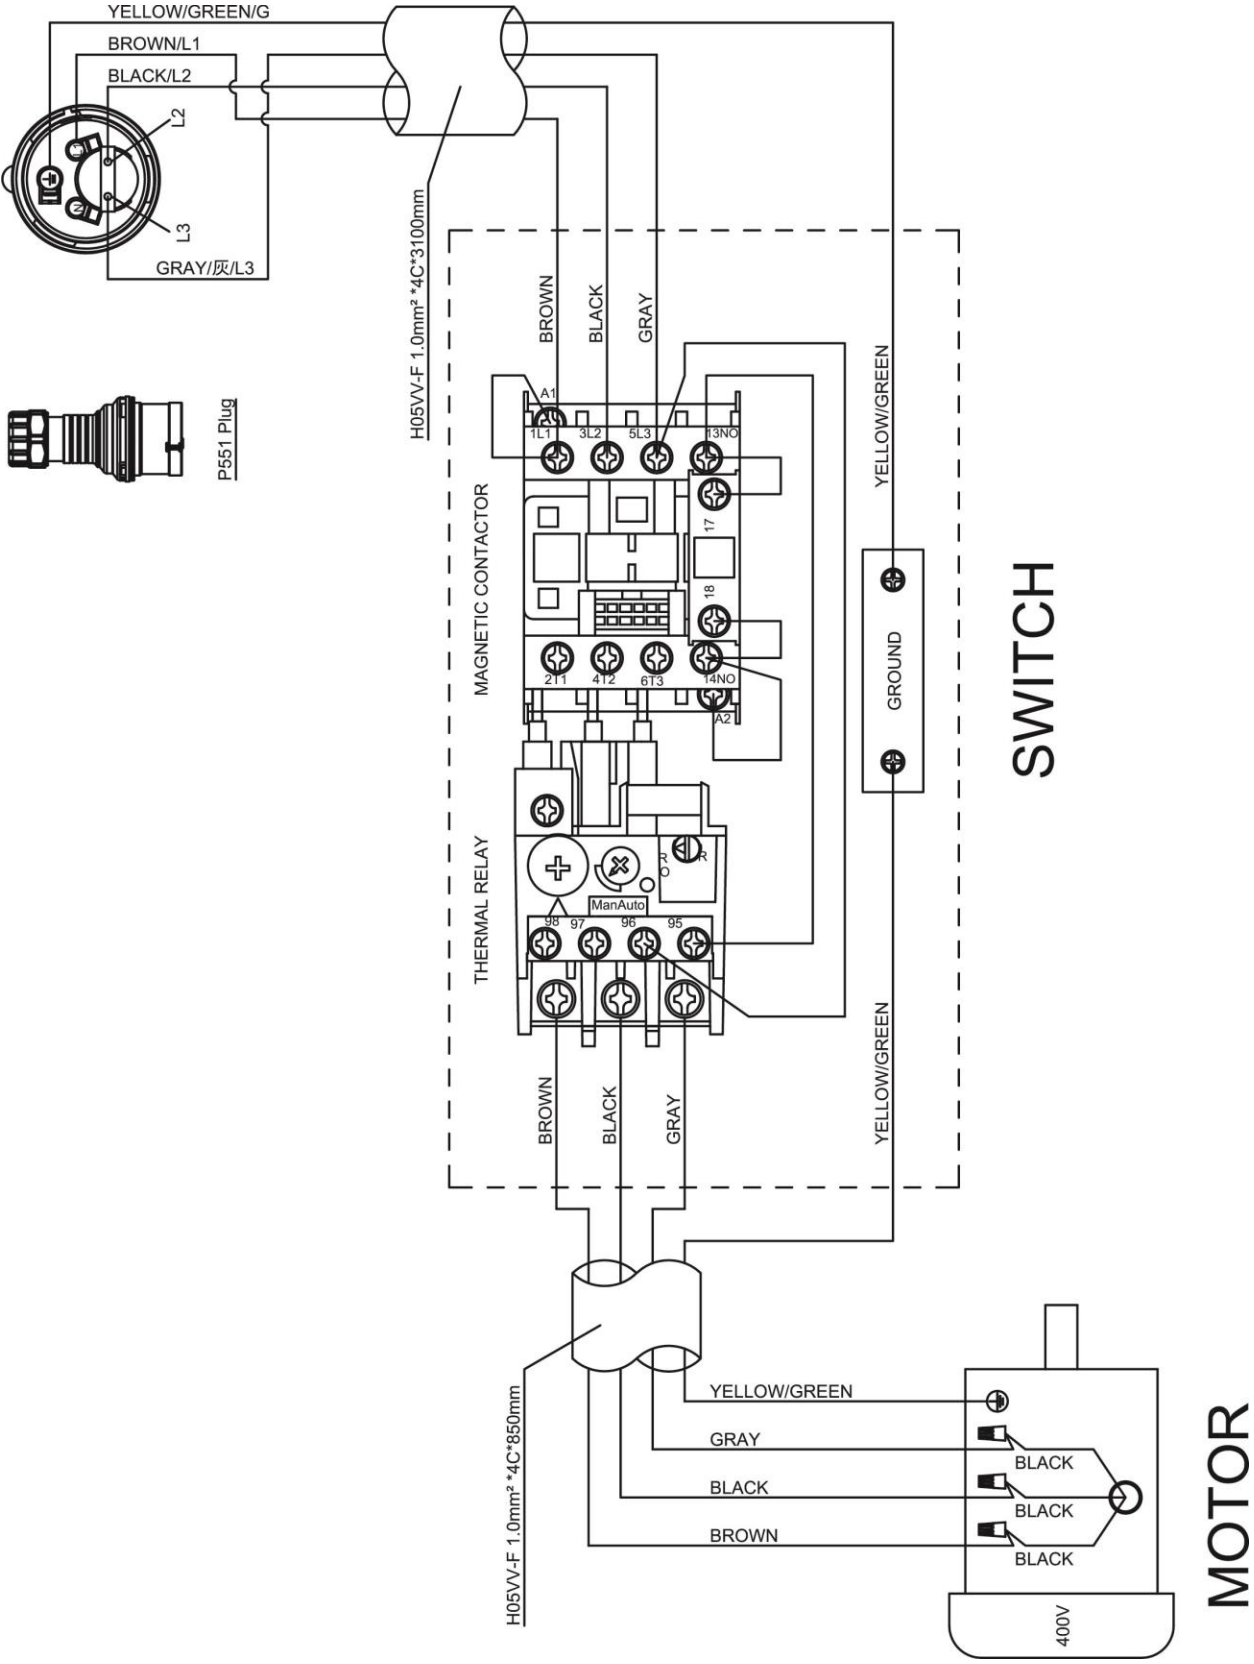 YELLOW/GREEN/G
BROWN/L1
BLACK/L2
L2
L1
N
L3
GRAY/灰/L3
P551 Plug
H05VV-F 1.0mm² *4C*3100mm
BROWN
BLACK
GRAY
YELLOW/GREEN
MAGNETIC CONTACTOR
A1
1L1
3L2
5L3
13NO
17
18
2T1
4T2
6T3
14NO
A2
GROUND
SWITCH
THERMAL RELAY
R
O
R
ManAuto
98
97
96
95
BROWN
BLACK
GRAY
YELLOW/GREEN
H05VV-F 1.0mm² *4C*850mm
YELLOW/GREEN
GRAY
BLACK
BROWN
BLACK
BLACK
BLACK
400V
MOTOR